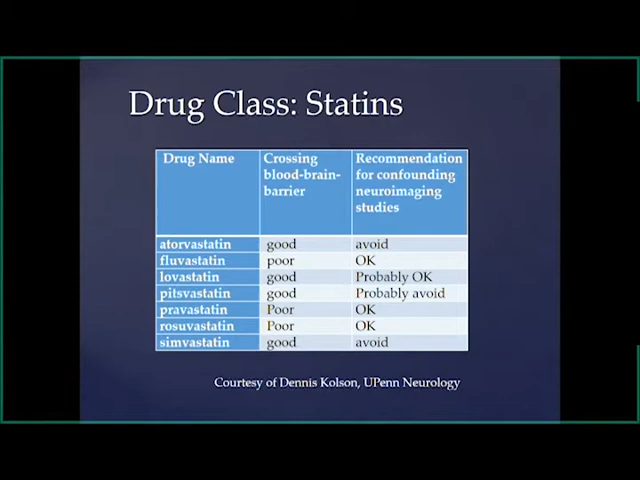 Drug Class: Statins
Drug Name Crossing blood-brain-barrier Recommendation for confounding neuroimaging studies
atorvastatin good avoid
fluvastatin poor OK
lovastatin good Probably OK
pitsvastatin good Probably avoid
pravastatin Poor OK
rosuvastatin Poor OK
simvastatin good avoid
Courtesy of Dennis Kolson, UPenn Neurology